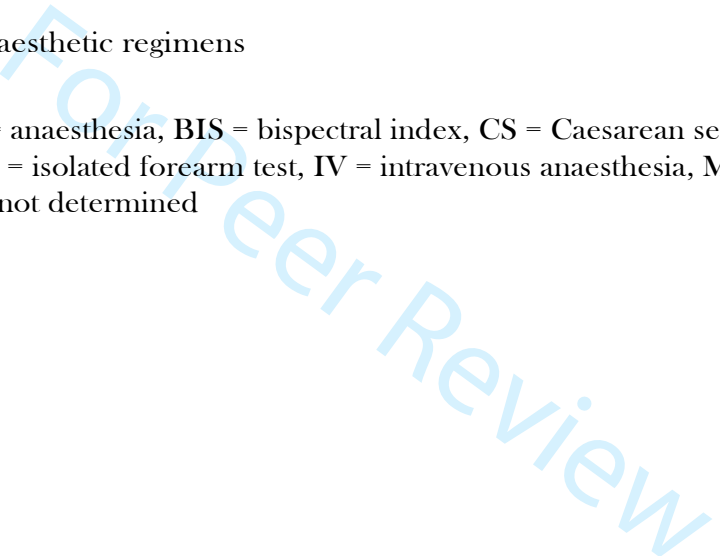 aesthetic regimens
= anaesthesia, BIS = bispectral index, CS = Caesarean se
= isolated forearm test, IV = intravenous anaesthesia, M
not determined
For Peer Review